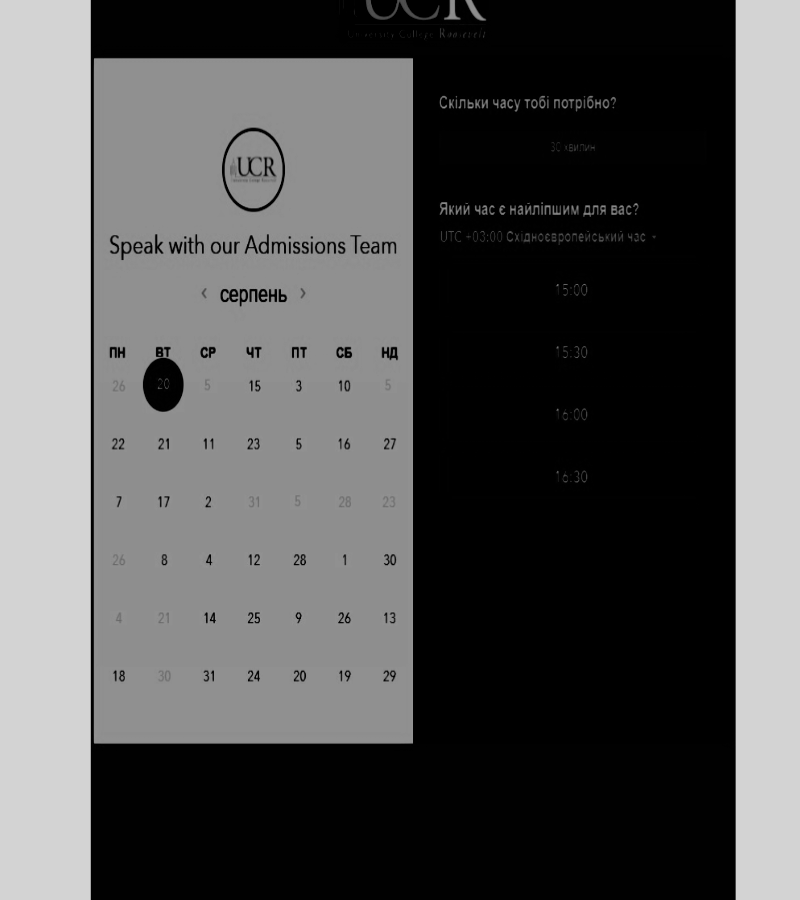 UCR
University College Roosevelt
UCR
Speak with our Admissions Team
‹ серпень ›
ПН ВТ СР ЧТ ПТ СБ НД
26 20 5 15 3 10 5
22 21 11 23 5 16 27
7 17 2 31 5 28 23
26 8 4 12 28 1 30
4 21 14 25 9 26 13
18 30 31 24 20 19 29
Скільки часу тобі потрібно?
30 хвилин
Який час є найліпшим для вас?
UTC +03:00 Східноєвропейський час
15:00
15:30
16:00
16:30